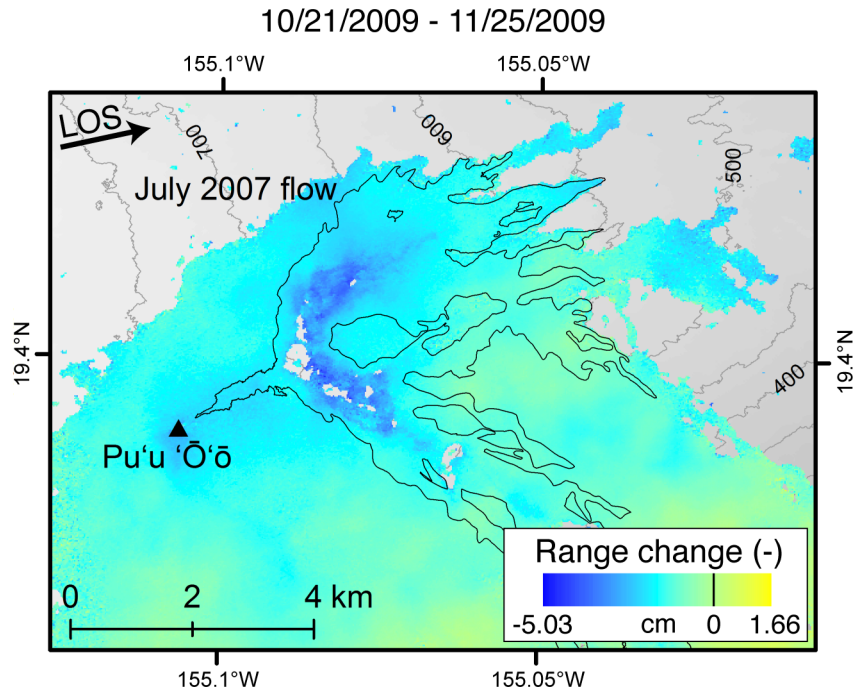 10/21/2009 - 11/25/2009
155.1°W 155.05°W
LOS
700
600
500
July 2007 flow
19.4°N
19.4°N
400
Pu‘u ‘Ō‘ō
Range change (-)
-5.03 cm 0 1.66
0 2 4 km
155.1°W 155.05°W